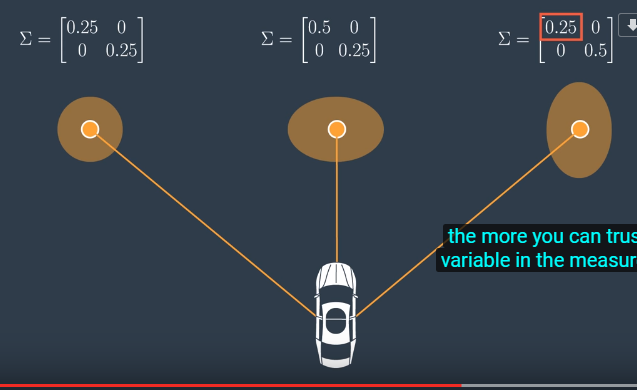 Σ = [0.25 0
0 0.25]
Σ = [0.5 0
0 0.25]
Σ = [0.25 0
0 0.5]
the more you can trus
variable in the measur